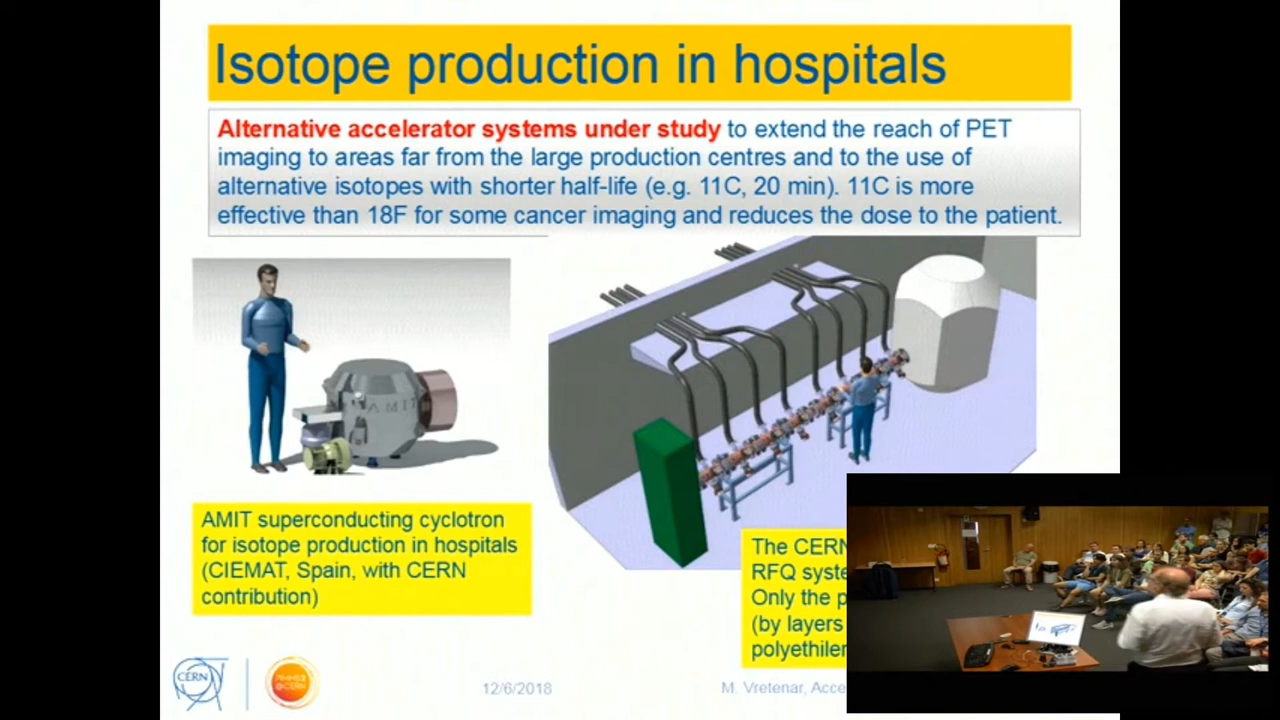 Isotope production in hospitals
Alternative accelerator systems under study to extend the reach of PET
imaging to areas far from the large production centres and to the use of
alternative isotopes with shorter half-life (e.g. 11C, 20 min). 11C is more
effective than 18F for some cancer imaging and reduces the dose to the patient.
AMIT
AMIT superconducting cyclotron
for isotope production in hospitals
(CIEMAT, Spain, with CERN
contribution)
The CERN
RFQ syste
Only the p
(by layers
polyethiler
CERN
@CERN
12/6/2018
M. Vretenar, Acce